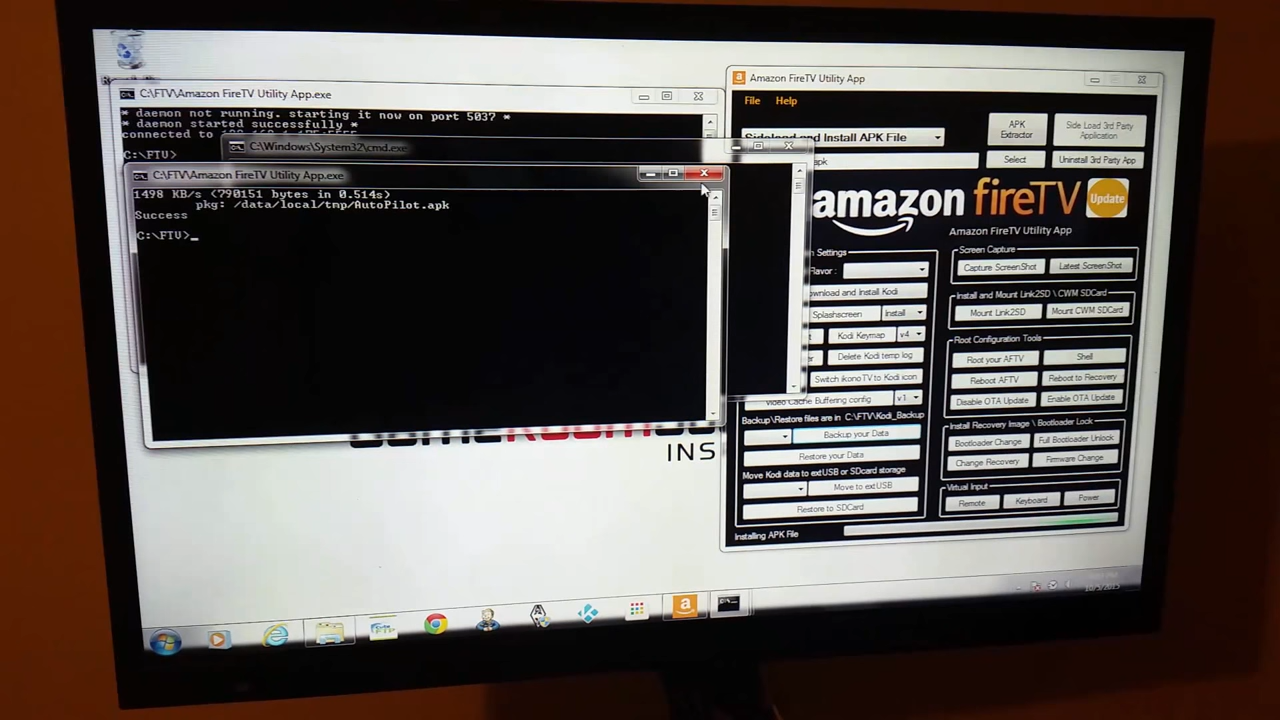 C:\FTV\Amazon FireTV Utility App.exe
* daemon not running. starting it now on port 5037 *
* daemon started successfully *
connected to
C:\FTV>
C:\Windows\System32\cmd.exe
C:\FTV\Amazon FireTV Utility App.exe
1498 KB/s (790151 bytes in 0.514s)
pkg: /data/local/tmp/AutoPilot.apk
Success
C:\FTV>_
INS
Amazon FireTV Utility App
File Help
Sideload and Install APK File
APK Extractor
Side Load 3rd Party Application
apk
Select
Uninstall 3rd Party App
amazon fireTV
Update
Amazon FireTV Utility App
Settings
Flavor :
Download and Install Kodi
Splashscreen
Install
Kodi Keymap
v4
Delete Kodi temp log
Switch ikonoTV to Kodi icon
Video Cache Buffering config
v1
Backup\Restore files are in C:\FTV\Kodi_Backup
Backup your Data
Restore your Data
Move Kodi data to extUSB or SDcard storage
Move to extUSB
Restore to SDCard
Installing APK File
Screen Capture
Capture ScreenShot
Latest ScreenShot
Install and Mount Link2SD \ CWM SDCard
Mount Link2SD
Mount CWM SDCard
Root Configuration Tools
Root your AFTV
Shell
Reboot AFTV
Reboot to Recovery
Disable OTA Update
Enable OTA Update
Install Recovery Image \ Bootloader Lock
Bootloader Change
Full Bootloader Unlock
Change Recovery
Firmware Change
Virtual Input
Remote
Keyboard
Power